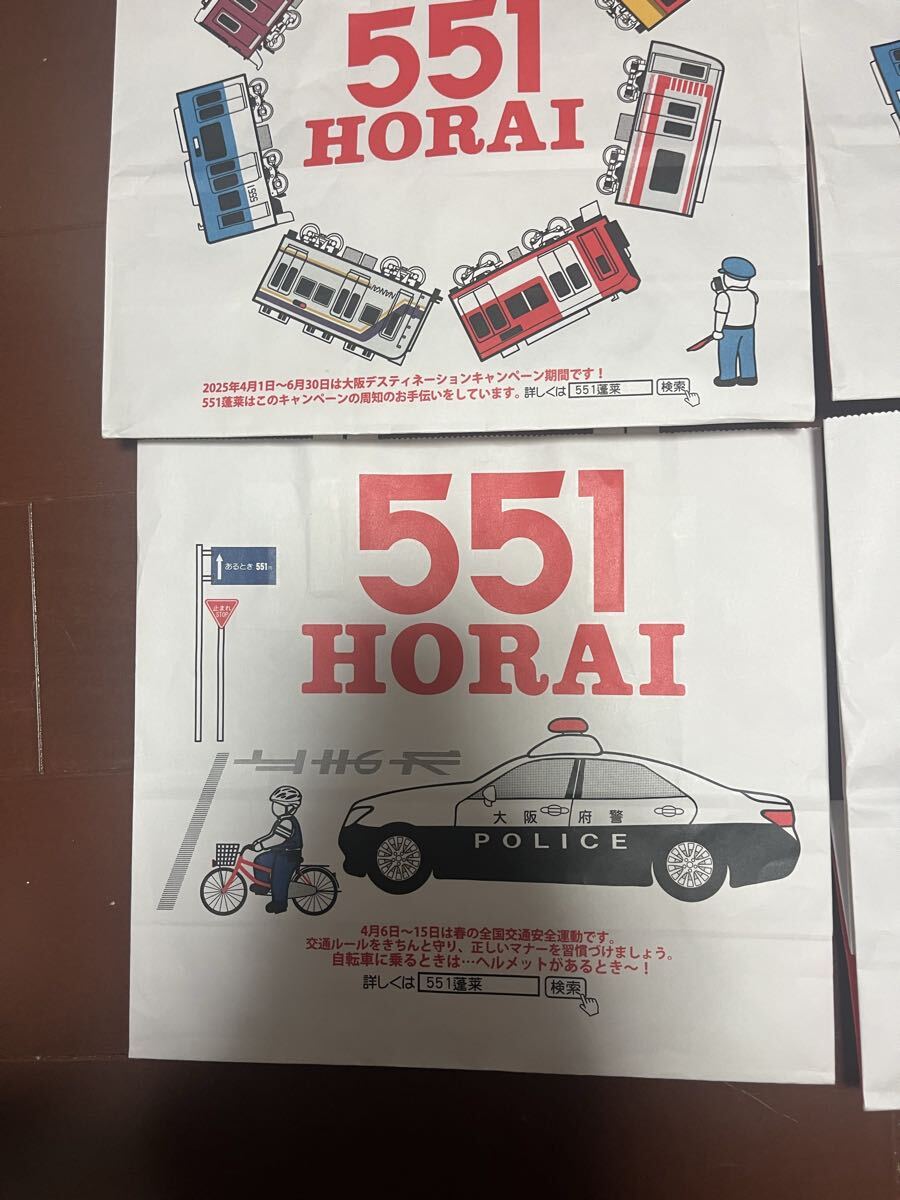 551
HORAI
551
2025年4月1日～6月30日は大阪デスティネーションキャンペーン期間です！
551蓬莱はこのキャンペーンの周知のお手伝いをしています。詳しくは 551蓬莱 検索
551
HORAI
あるとき 551m
止まれ
STOP
止まれ
大阪府警
POLICE
4月6日～15日は春の全国交通安全運動です。
交通ルールをきちんと守り、正しいマナーを習慣づけましょう。
自転車に乗るときは…ヘルメットがあるとき～！
詳しくは 551蓬莱 検索